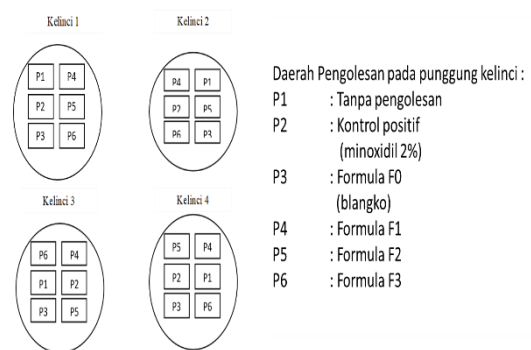 Kelinci 1
P1 P4
P2 P5
P3 P6
Kelinci 2
P4 P1
P2 P5
P6 P3
Kelinci 3
P6 P4
P1 P2
P3 P5
Kelinci 4
P5 P4
P2 P1
P3 P6
Daerah Pengolesan pada punggung kelinci :
P1 : Tanpa pengolesan
P2 : Kontrol positif
(minoxidil 2%)
P3 : Formula F0
(blangko)
P4 : Formula F1
P5 : Formula F2
P6 : Formula F3